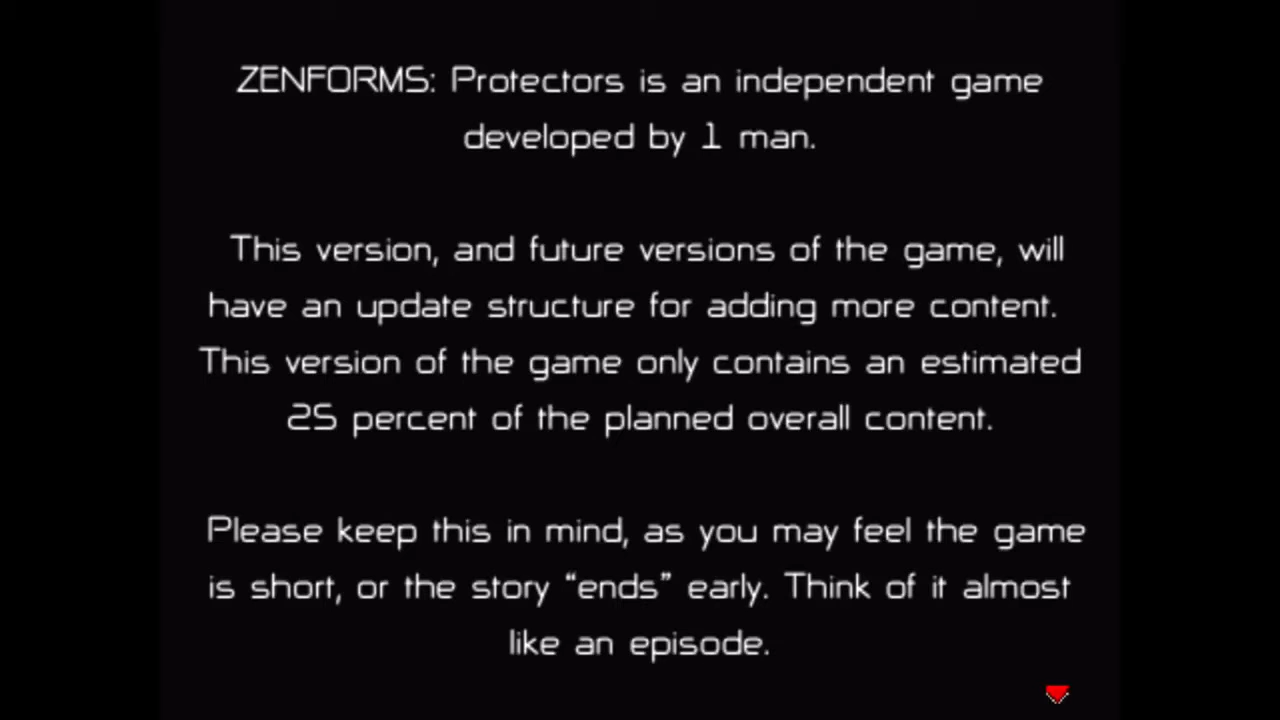 ZENFORMS: Protectors is an independent game
developed by 1 man.
This version, and future versions of the game, will
have an update structure for adding more content.
This version of the game only contains an estimated
25 percent of the planned overall content.
Please keep this in mind, as you may feel the game
is short, or the story “ends” early. Think of it almost
like an episode.